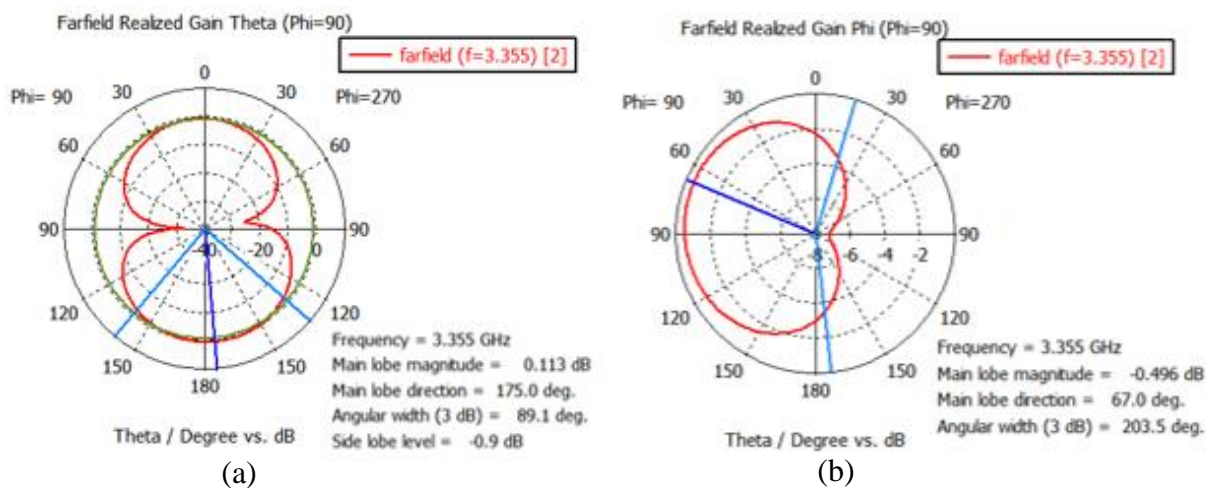 Farfield Realized Gain Theta (Phi=90)
farfield (f=3.355) [2]
0
Phi= 90
30
30
Phi=270
60
60
90
-40
-20
0
90
120
120
150
150
180
Frequency = 3.355 GHz
Main lobe magnitude = 0.113 dB
Main lobe direction = 175.0 deg.
Angular width (3 dB) = 89.1 deg.
Side lobe level = -0.9 dB
Theta / Degree vs. dB
(a)
Farfield Realized Gain Phi (Phi=90)
farfield (f=3.355) [2]
0
Phi= 90
30
30
Phi=270
60
60
90
-8
-6
-4
-2
90
120
120
150
150
180
Frequency = 3.355 GHz
Main lobe magnitude = -0.496 dB
Main lobe direction = 67.0 deg.
Angular width (3 dB) = 203.5 deg.
Theta / Degree vs. dB
(b)